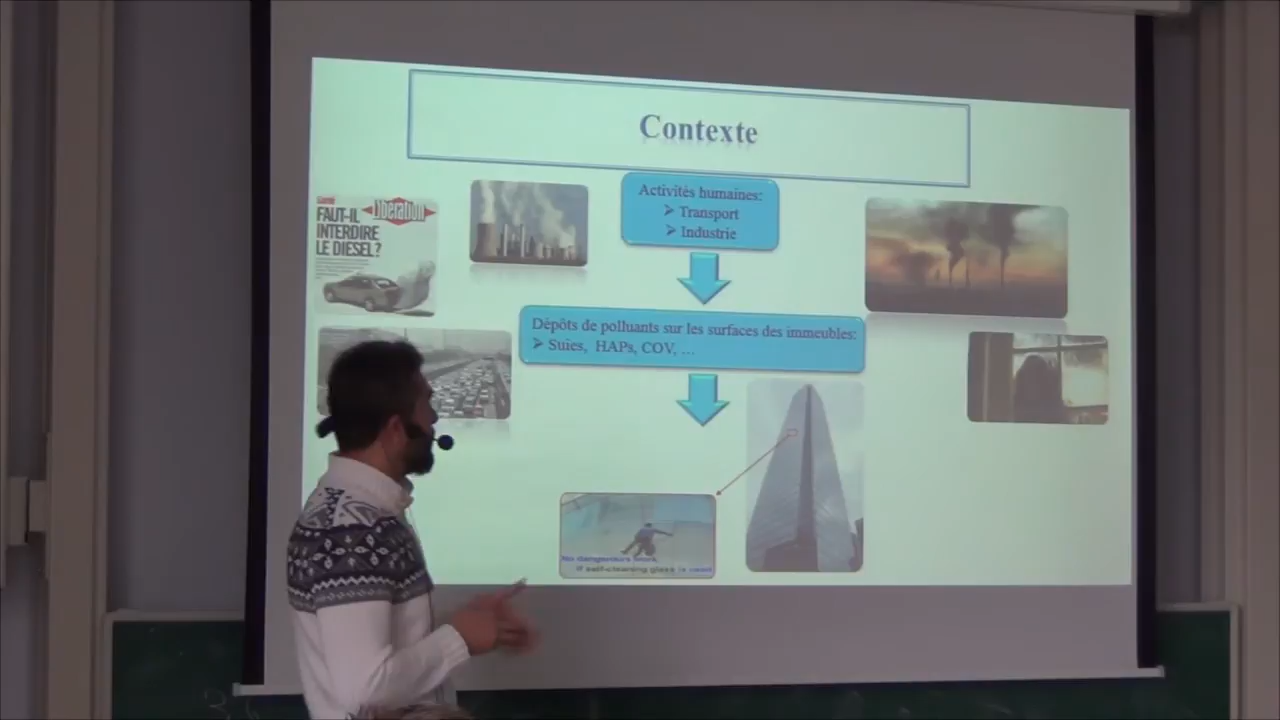 Contexte
Activités humaines:
➢ Transport
➢ Industrie
Libération
FAUT-IL
INTERDIRE
LE DIESEL?
Dépôts de polluants sur les surfaces des immeubles:
➢ Suies, HAPs, COV, ...
No dangerours work,
if self-cleaning glass is used